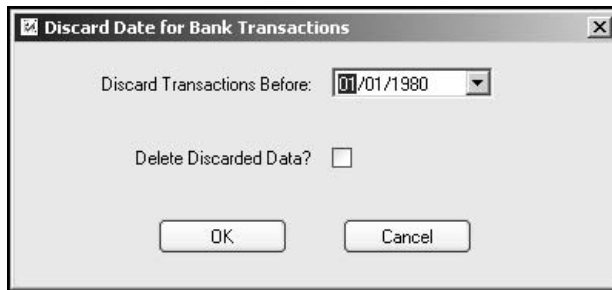 Discard Date for Bank Transactions
Discard Transactions Before: 01/01/1980
Delete Discarded Data?
OK Cancel